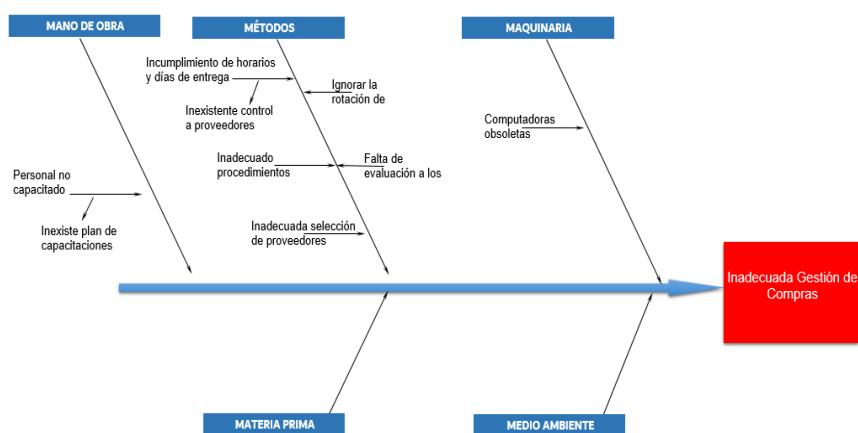 MANO DE OBRA
MÉTODOS
MAQUINARIA
Incumplimiento de horarios
y días de entrega
Ignorar la
rotación de
Inexistente control
a proveedores
Computadoras
obsoletas
Inadecuado
procedimientos
Falta de
evaluación a los
Personal no
capacitado
Inexiste plan de
capacitaciones
Inadecuada selección
de proveedores
Inadecuada Gestión de
Compras
MATERIA PRIMA
MEDIO AMBIENTE